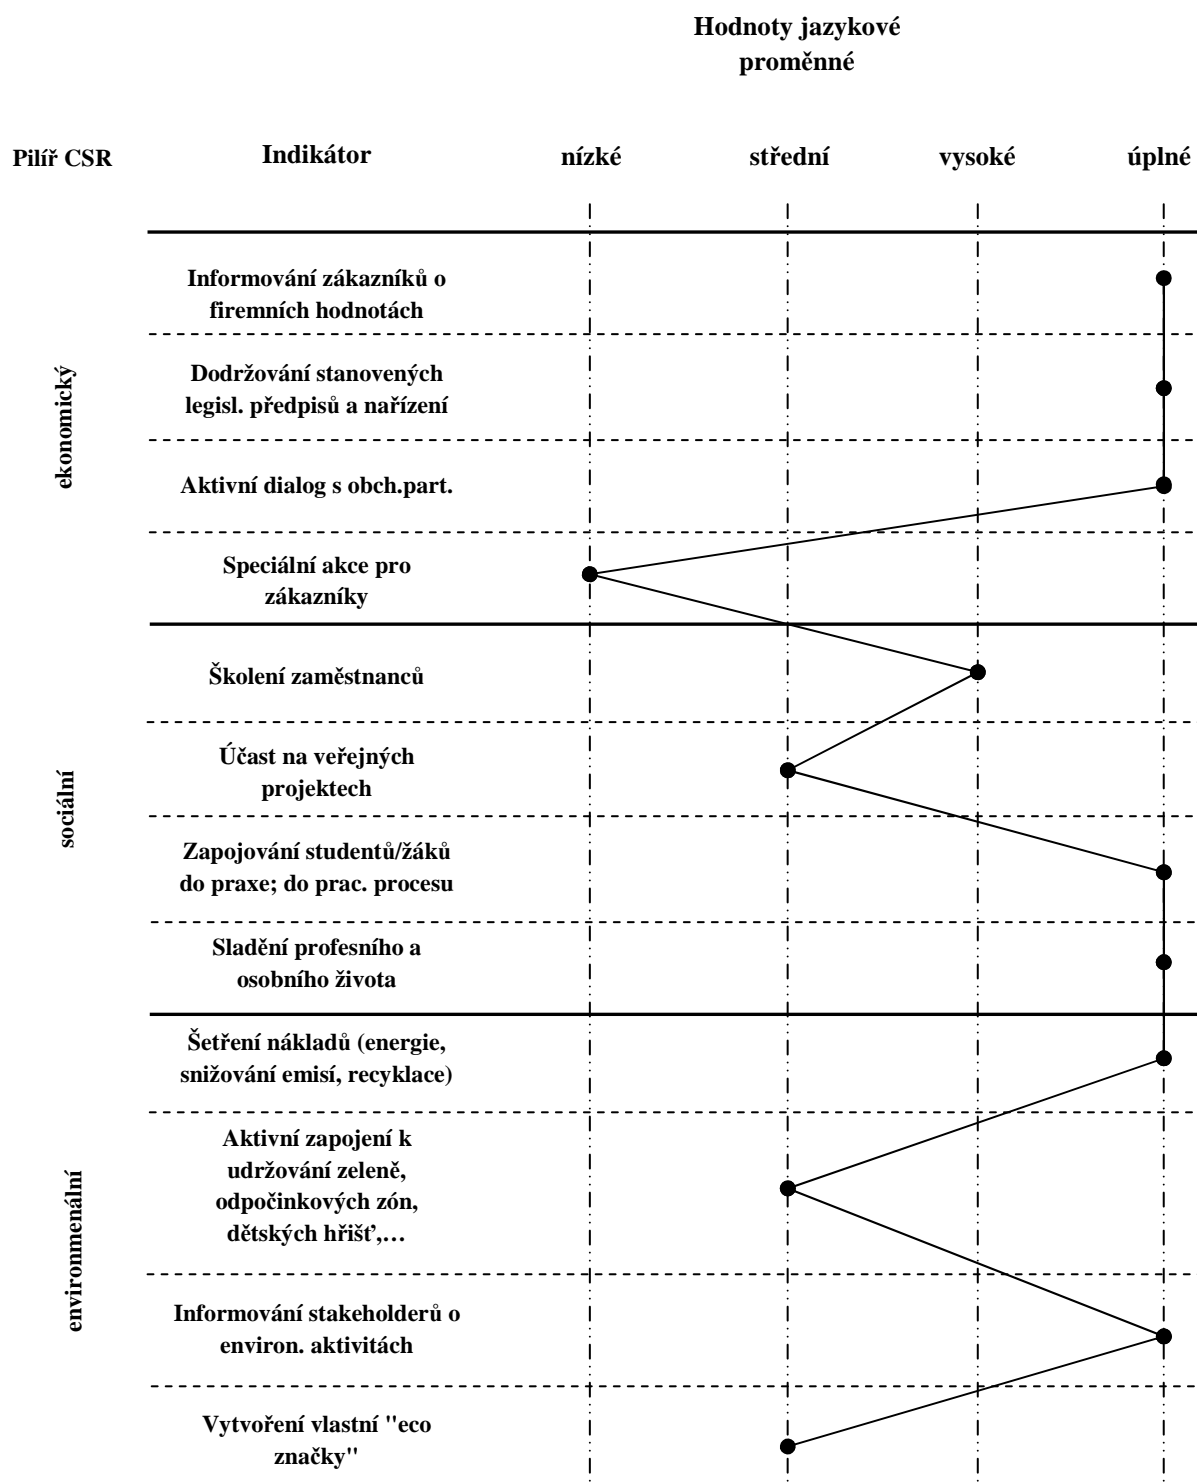 Hodnoty jazykové
proměnné
Pilíř CSR
Indikátor
nízké
střední
vysoké
úplné
ekonomický
Informování zákazníků o
firemních hodnotách
Dodržování stanovených
legisl. předpisů a nařízení
Aktivní dialog s obch.part.
Speciální akce pro
zákazníky
sociální
Školení zaměstnanců
Účast na veřejných
projektech
Zapojování studentů/žáků
do praxe; do prac. procesu
Sladění profesního a
osobního života
environmenální
Šetření nákladů (energie,
snižování emisí, recyklace)
Aktivní zapojení k
udržování zeleně,
odpočinkových zón,
dětských hřišť,…
Informování stakeholderů o
environ. aktivitách
Vytvoření vlastní "eco
značky"